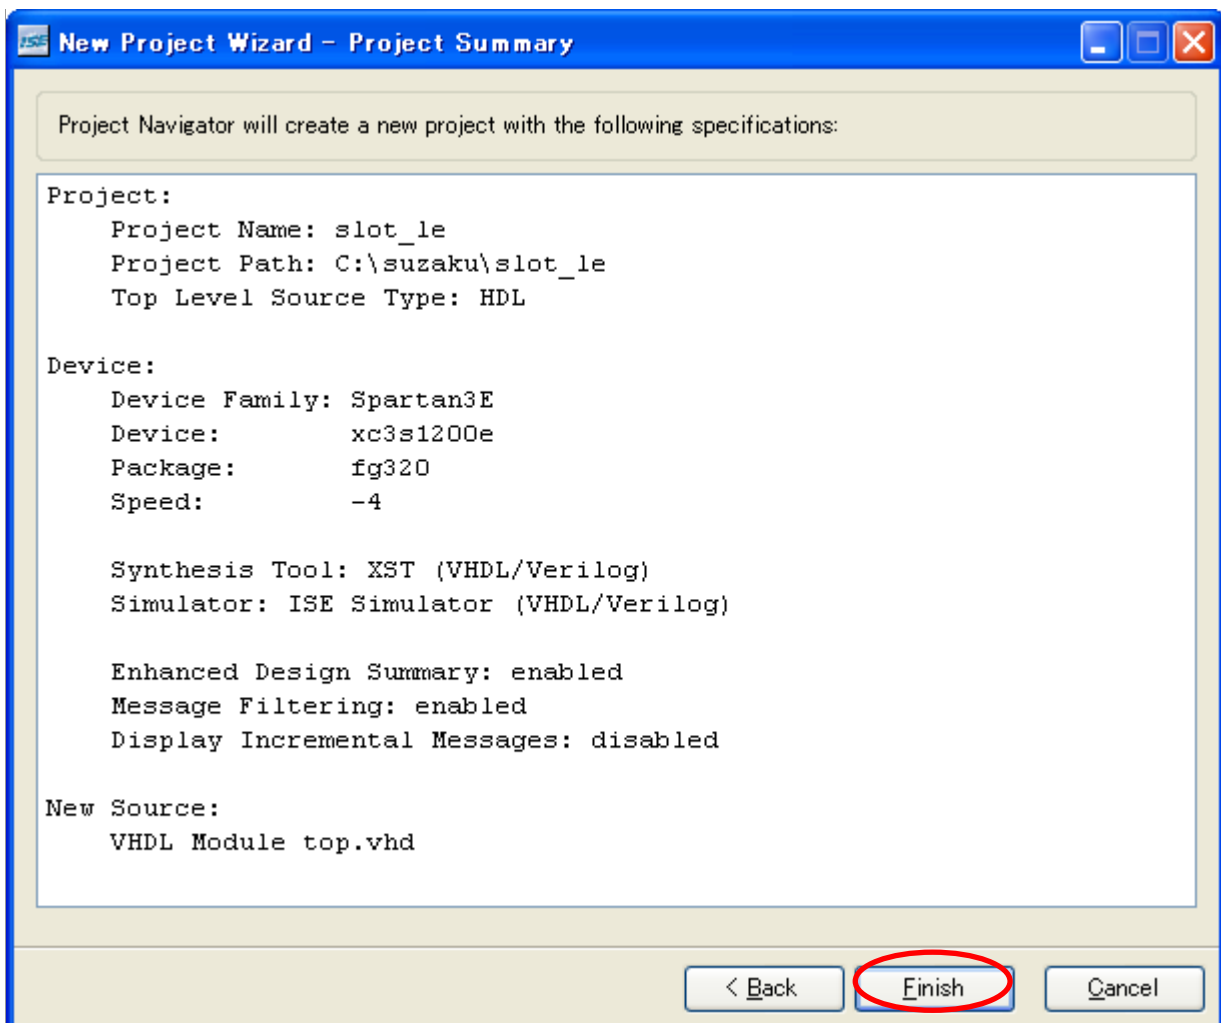 ISE New Project Wizard - Project Summary
Project Navigator will create a new project with the following specifications:
Project:
Project Name: slot_le
Project Path: C:\suzaku\slot_le
Top Level Source Type: HDL
Device:
Device Family: Spartan3E
Device: xc3s1200e
Package: fg320
Speed: -4
Synthesis Tool: XST (VHDL/Verilog)
Simulator: ISE Simulator (VHDL/Verilog)
Enhanced Design Summary: enabled
Message Filtering: enabled
Display Incremental Messages: disabled
New Source:
VHDL Module top.vhd
< Back Finish Cancel